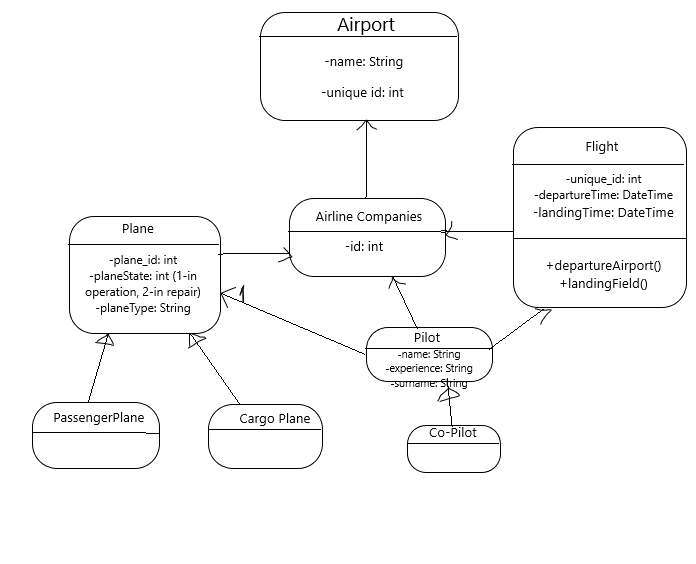 Airport
-name: String
-unique id: int
Flight
-unique_id: int
-departureTime: DateTime
-landingTime: DateTime
+departureAirport()
+landingField()
Airline Companies
-id: int
Plane
-plane_id: int
-planeState: int (1-in
operation, 2-in repair)
-planeType: String
1
Pilot
-name: String
-experience: String
-surname: String
PassengerPlane
Cargo Plane
Co-Pilot